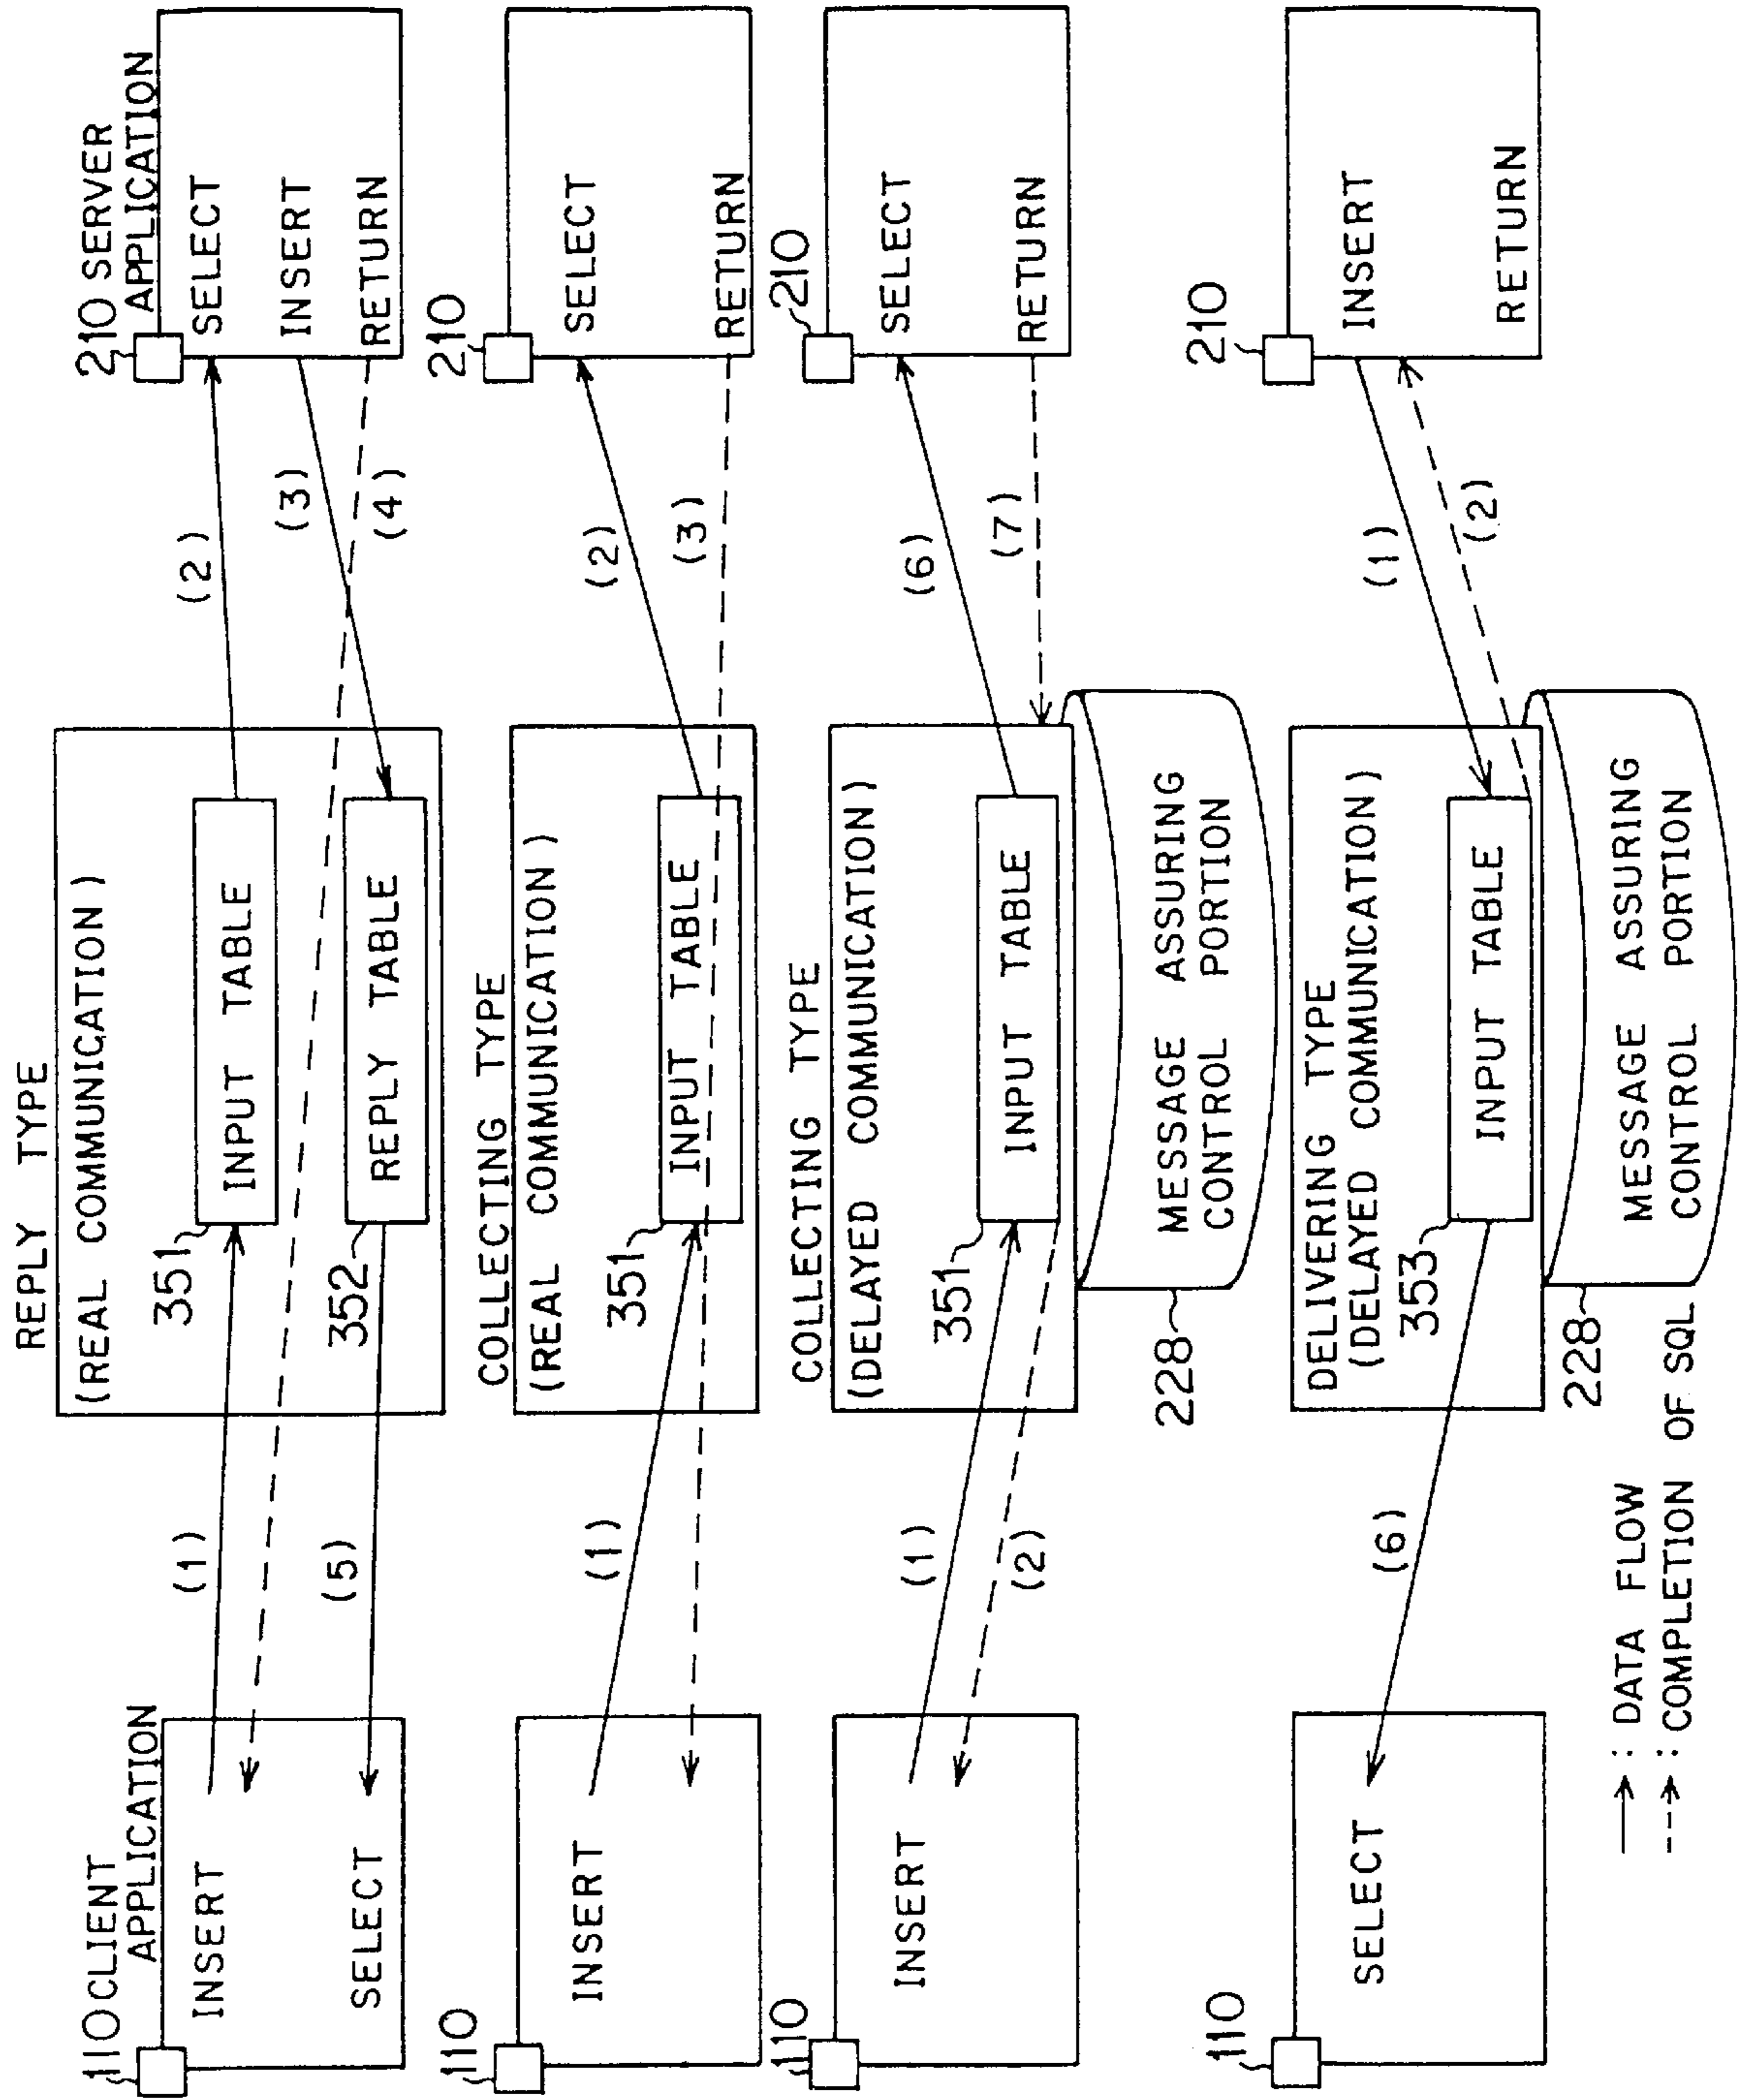 110 CLIENT
APPLICATION
INSERT
SELECT
(1)
(5)
REPLY TYPE
(REAL COMMUNICATION)
351
INPUT TABLE
352
REPLY TABLE
(2)
(3)
(4)
210 SERVER
APPLICATION
SELECT
INSERT
RETURN
110
INSERT
(1)
COLLECTING TYPE
(REAL COMMUNICATION)
351
INPUT TABLE
(2)
(3)
210
SELECT
RETURN
110
INSERT
(1)
(2)
COLLECTING TYPE
(DELAYED COMMUNICATION)
351
INPUT TABLE
228
MESSAGE ASSURING
CONTROL PORTION
(6)
(7)
210
SELECT
RETURN
110
SELECT
(6)
DELIVERING TYPE
(DELAYED COMMUNICATION)
353
INPUT TABLE
228
MESSAGE ASSURING
CONTROL PORTION
(1)
(2)
210
INSERT
RETURN
: DATA FLOW
: COMPLETION OF SQL